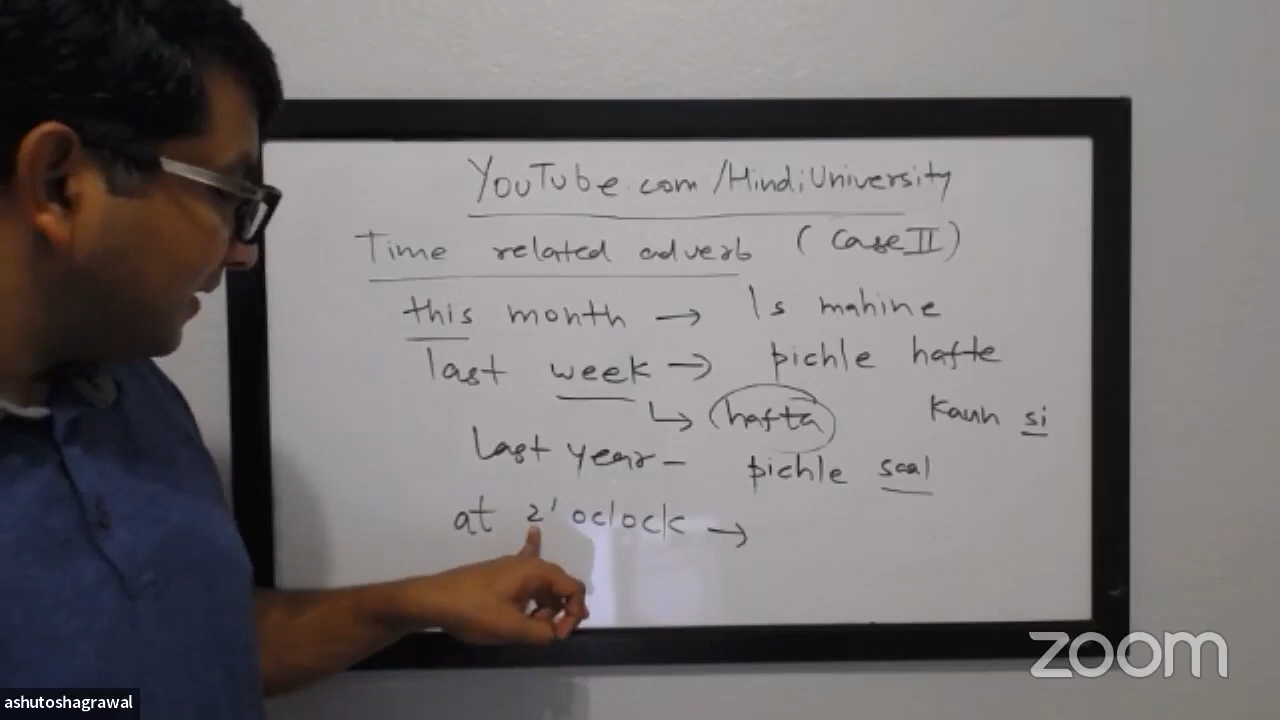 YouTube.com/HindiUniversity
Time related adverb (Case II)
this month → Is mahine
last week → pichle hafte
↳ hafta
Kaun si
last year - pichle saal
at 2'oclock →
zoom
ashutoshagrawal